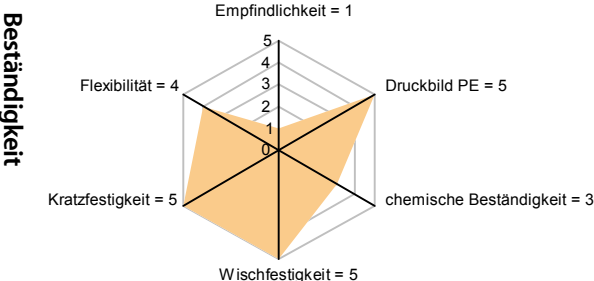 Beständigkeit
Empfindlichkeit = 1
5
4
3
2
1
0
Flexibilität = 4
Druckbild PE = 5
Kratzfestigkeit = 5
chemische Beständigkeit = 3
Wischfestigkeit = 5